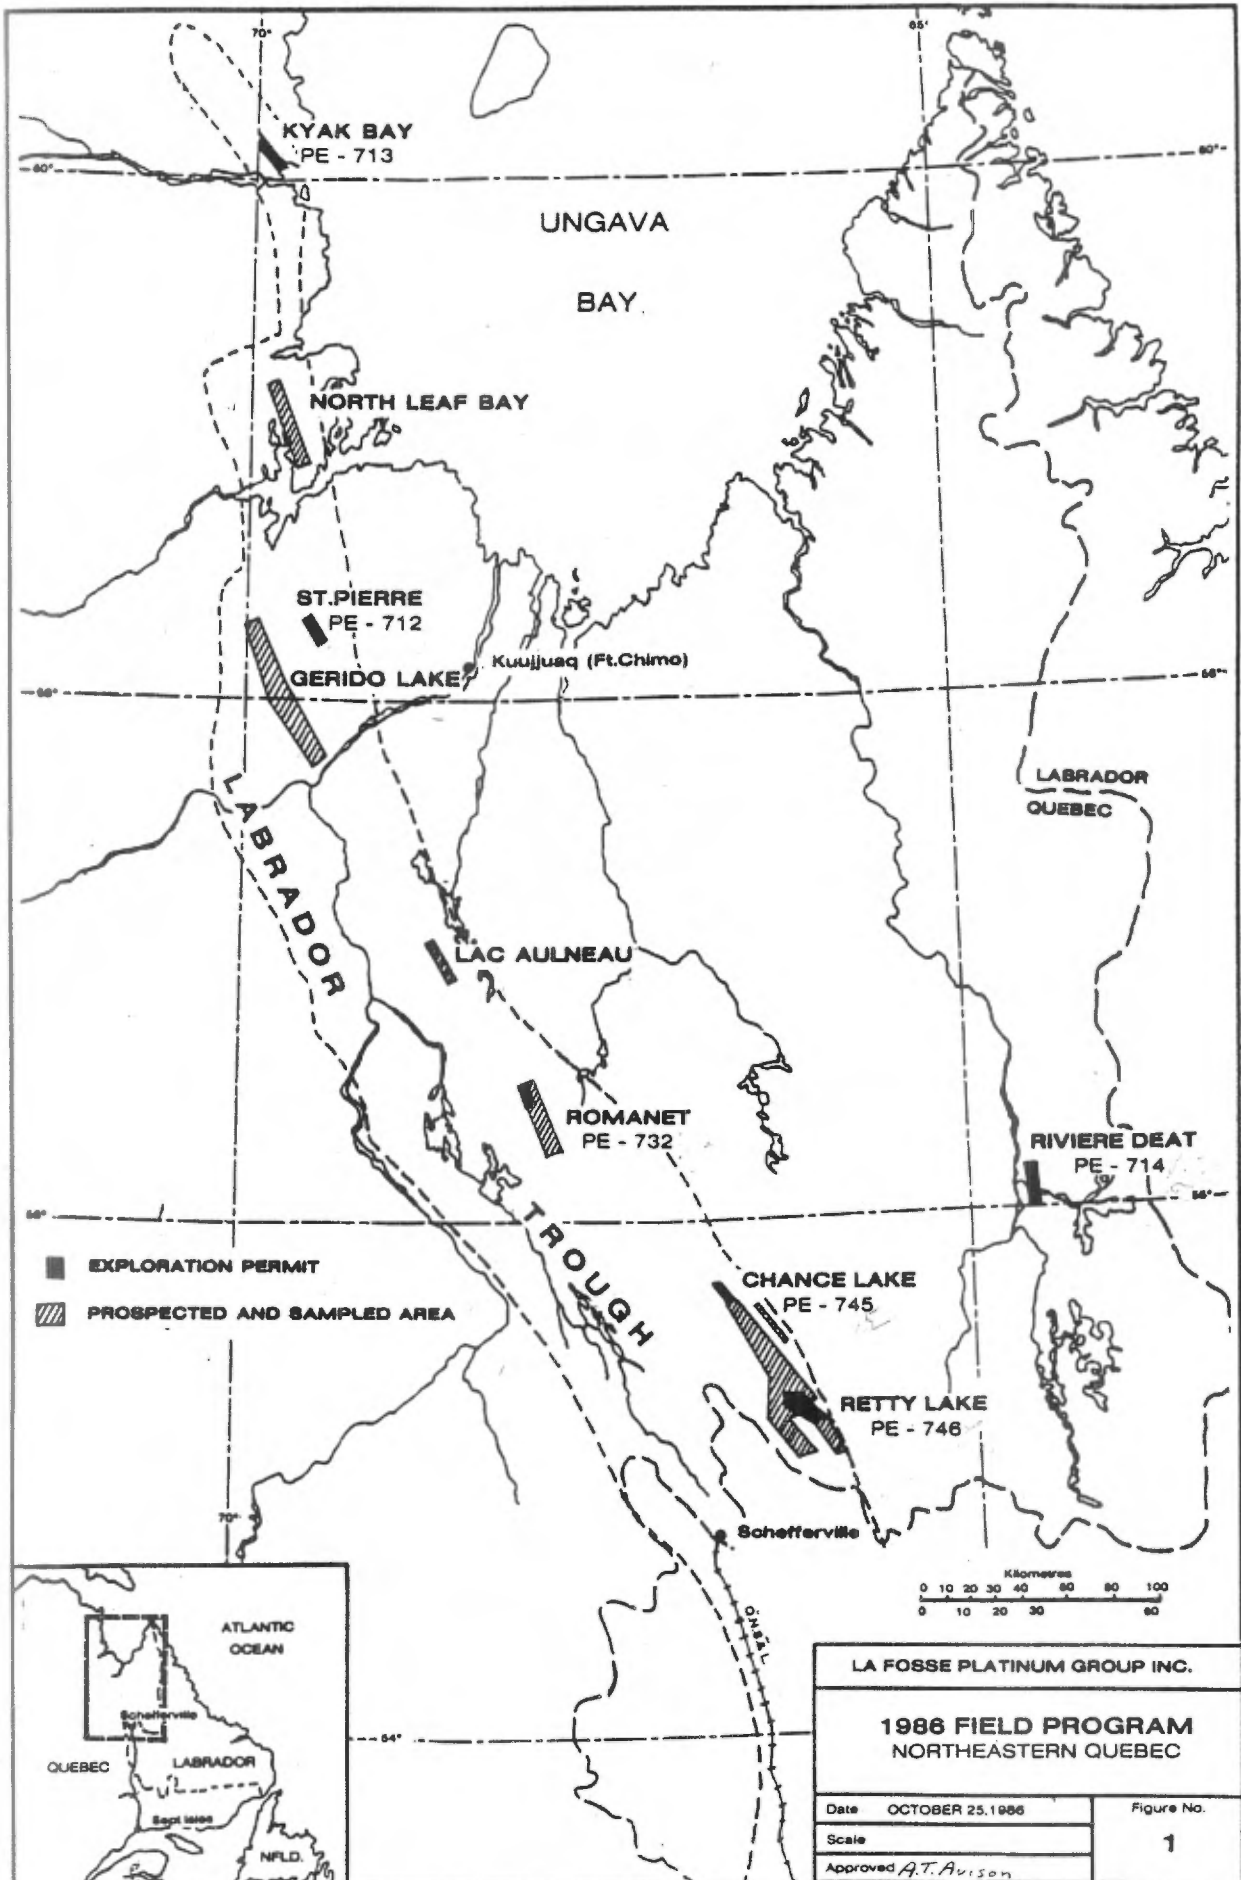 70°
65°
KYAK BAY
PE - 713
60°
60°
UNGAVA
BAY
NORTH LEAF BAY
ST.PIERRE
PE - 712
Kuujjuaq (Ft.Chimo)
GERIDO LAKE
58°
58°
LABRADOR
QUEBEC
LABRADOR
LAC AULNEAU
ROMANET
PE - 732
RIVIERE DEAT
PE - 714
56°
56°
TROUGH
EXPLORATION PERMIT
PROSPECTED AND SAMPLED AREA
CHANCE LAKE
PE - 745
RETTY LAKE
PE - 746
70°
Schefferville
Kilometres
0 10 20 30 40 60 80 100
0 10 20 30 60
Q.N.S.& L.
ATLANTIC
OCEAN
Schefferville
QUEBEC
LABRADOR
Sept Isles
NFLD.
54°
LA FOSSE PLATINUM GROUP INC.
1986 FIELD PROGRAM
NORTHEASTERN QUEBEC
Date OCTOBER 25,1986
Figure No.
Scale
1
Approved A.T. Avison